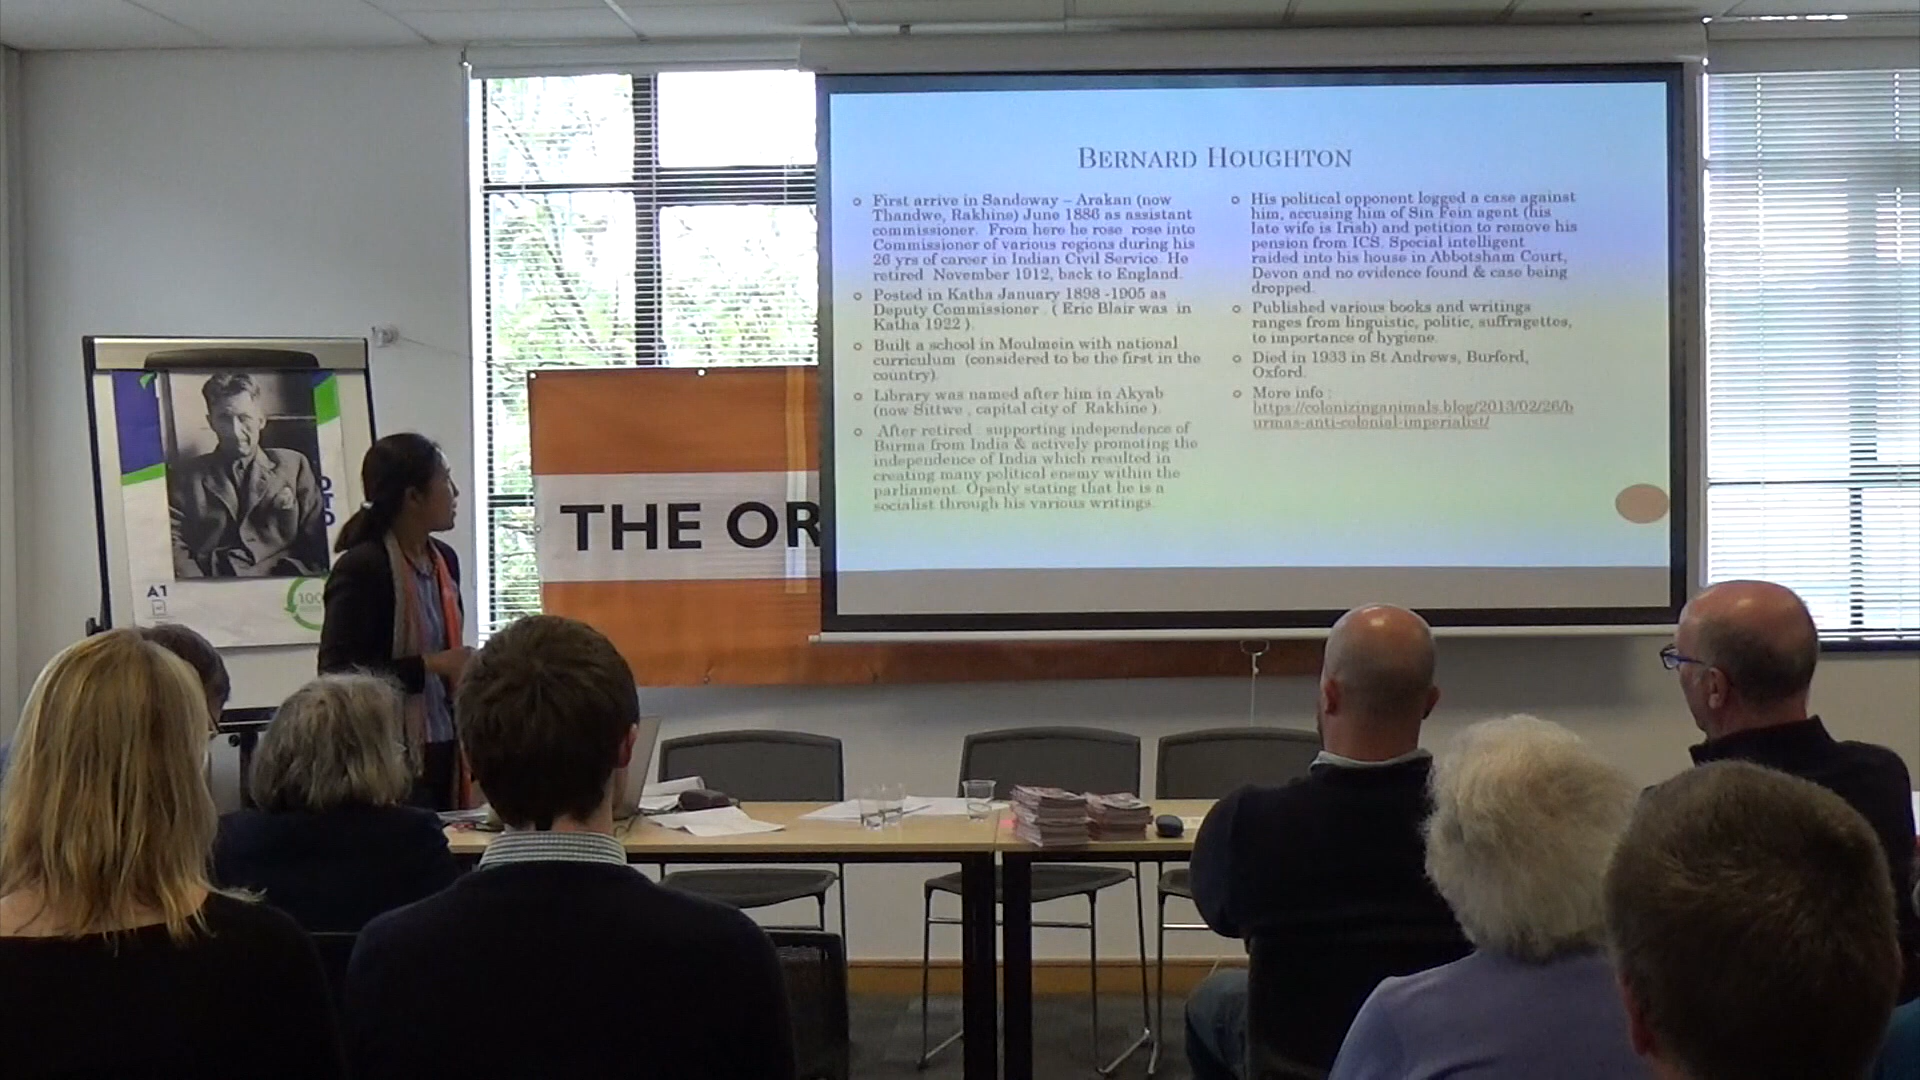 BERNARD HOUGHTON
First arrive in Sandoway – Arakan (now
Thandwe, Rakhine) June 1886 as assistant
commissioner. From here he rose rose into
Commissioner of various regions during his
26 yrs of career in Indian Civil Service. He
retired November 1912, back to England.
Posted in Katha January 1898 -1905 as
Deputy Commissioner . ( Eric Blair was in
Katha 1922 ).
Built a school in Moulmein with national
curriculum (considered to be the first in the
country).
Library was named after him in Akyab
(now Sittwe , capital city of Rakhine ).
After retired : supporting independence of
Burma from India & actively promoting the
independence of India which resulted in
creating many political enemy within the
parliament. Openly stating that he is a
socialist through his various writings.
His political opponent logged a case against
him, accusing him of Sin Fein agent (his
late wife is Irish) and petition to remove his
pension from ICS. Special intelligent
raided into his house in Abbotsham Court,
Devon and no evidence found & case being
dropped.
Published various books and writings
ranges from linguistic, politic, suffragettes,
to importance of hygiene.
Died in 1933 in St Andrews, Burford,
Oxford.
More info :
https://colonizinganimals.blog/2013/02/26/b
urmas-anti-colonial-imperialist/
THE OR
A1
100